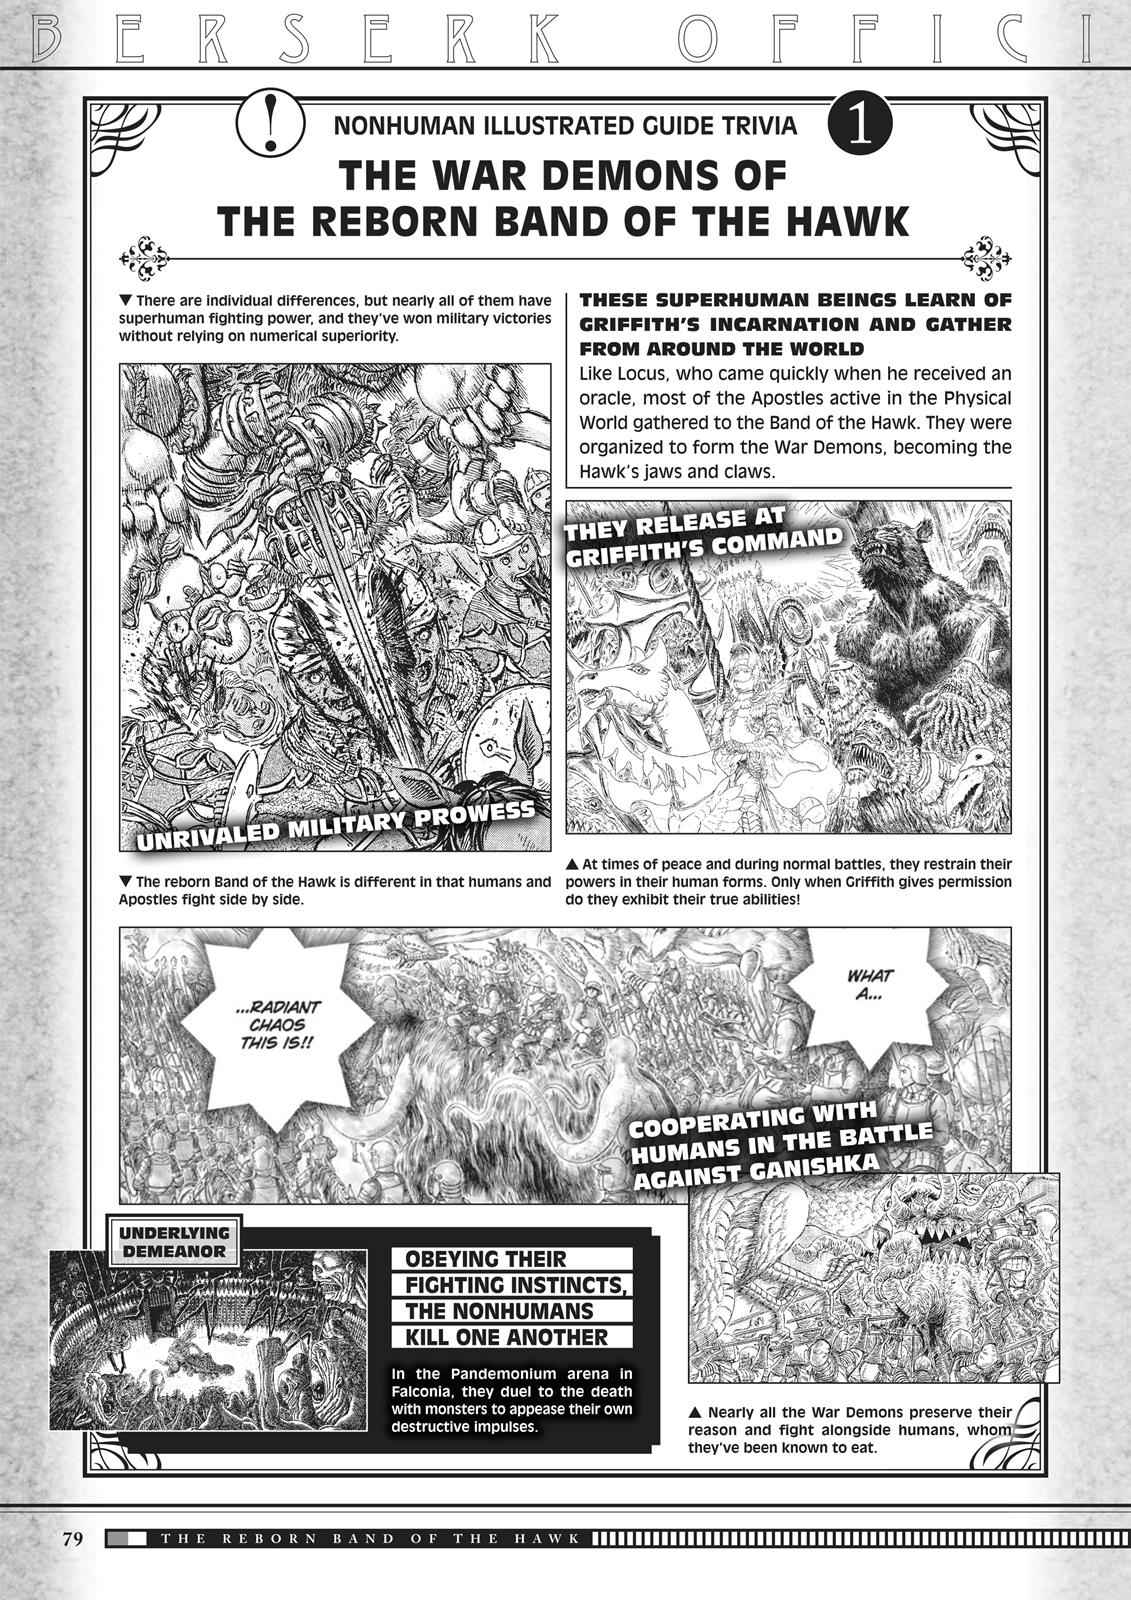 BERSERK OFFICI
NONHUMAN ILLUSTRATED GUIDE TRIVIA
1
THE WAR DEMONS OF
THE REBORN BAND OF THE HAWK
▼ There are individual differences, but nearly all of them have
superhuman fighting power, and they've won military victories
without relying on numerical superiority.
UNRIVALED MILITARY PROWESS
THESE SUPERHUMAN BEINGS LEARN OF
GRIFFITH'S INCARNATION AND GATHER
FROM AROUND THE WORLD
Like Locus, who came quickly when he received an
oracle, most of the Apostles active in the Physical
World gathered to the Band of the Hawk. They were
organized to form the War Demons, becoming the
Hawk's jaws and claws.
THEY RELEASE AT
GRIFFITH'S COMMAND
▲ At times of peace and during normal battles, they restrain their
powers in their human forms. Only when Griffith gives permission
do they exhibit their true abilities!
▼ The reborn Band of the Hawk is different in that humans and
Apostles fight side by side.
WHAT
A...
...RADIANT
CHAOS
THIS IS!!
COOPERATING WITH
HUMANS IN THE BATTLE
AGAINST GANISHKA
▲ Nearly all the War Demons preserve their
reason and fight alongside humans, whom
they've been known to eat.
UNDERLYING
DEMEANOR
OBEYING THEIR
FIGHTING INSTINCTS,
THE NONHUMANS
KILL ONE ANOTHER
In the Pandemonium arena in
Falconia, they duel to the death
with monsters to appease their own
destructive impulses.
79
THE REBORN BAND OF THE HAWK